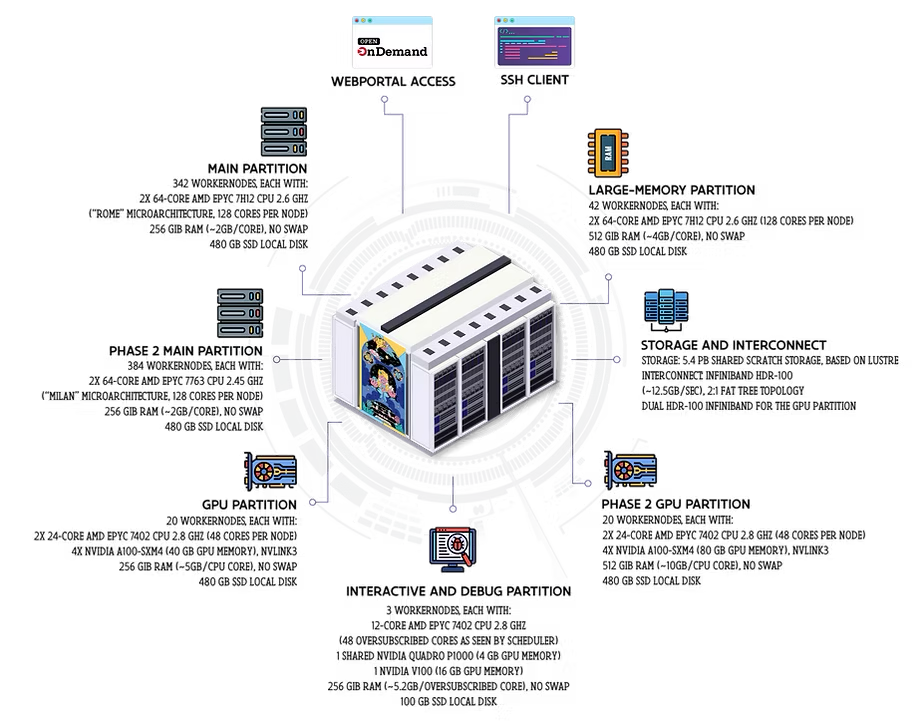 OPEN
OnDemand
WEBPORTAL ACCESS
SSH CLIENT
MAIN PARTITION
342 WORKERNODES, EACH WITH:
2X 64-CORE AMD EPYC 7H12 CPU 2.6 GHZ
("ROME" MICROARCHITECTURE, 128 CORES PER NODE)
256 GIB RAM (~2GB/CORE), NO SWAP
480 GB SSD LOCAL DISK
RAM
LARGE-MEMORY PARTITION
42 WORKERNODES, EACH WITH:
2X 64-CORE AMD EPYC 7H12 CPU 2.6 GHZ (128 CORES PER NODE)
512 GIB RAM (~4GB/CORE), NO SWAP
480 GB SSD LOCAL DISK
PHASE 2 MAIN PARTITION
384 WORKERNODES, EACH WITH:
2X 64-CORE AMD EPYC 7763 CPU 2.45 GHZ
("MILAN" MICROARCHITECTURE, 128 CORES PER NODE)
256 GIB RAM (~2GB/CORE), NO SWAP
480 GB SSD LOCAL DISK
STORAGE AND INTERCONNECT
STORAGE: 5.4 PB SHARED SCRATCH STORAGE, BASED ON LUSTRE
INTERCONNECT: INFINIBAND HDR-100
(~12.5GB/SEC), 2:1 FAT TREE TOPOLOGY
DUAL HDR-100 INFINIBAND FOR THE GPU PARTITION
GPU PARTITION
20 WORKERNODES, EACH WITH:
2X 24-CORE AMD EPYC 7402 CPU 2.8 GHZ (48 CORES PER NODE)
4X NVIDIA A100-SXM4 (40 GB GPU MEMORY), NVLINK3
256 GIB RAM (~5GB/CPU CORE), NO SWAP
480 GB SSD LOCAL DISK
PHASE 2 GPU PARTITION
20 WORKERNODES, EACH WITH:
2X 24-CORE AMD EPYC 7402 CPU 2.8 GHZ (48 CORES PER NODE)
4X NVIDIA A100-SXM4 (80 GB GPU MEMORY), NVLINK3
512 GIB RAM (~10GB/CPU CORE), NO SWAP
480 GB SSD LOCAL DISK
INTERACTIVE AND DEBUG PARTITION
3 WORKERNODES, EACH WITH:
12-CORE AMD EPYC 7402 CPU 2.8 GHZ
(48 OVERSUBSCRIBED CORES AS SEEN BY SCHEDULER)
1 SHARED NVIDIA QUADRO P1000 (4 GB GPU MEMORY)
1 NVIDIA V100 (16 GB GPU MEMORY)
256 GIB RAM (~5.2GB/OVERSUBSCRIBED CORE), NO SWAP
100 GB SSD LOCAL DISK